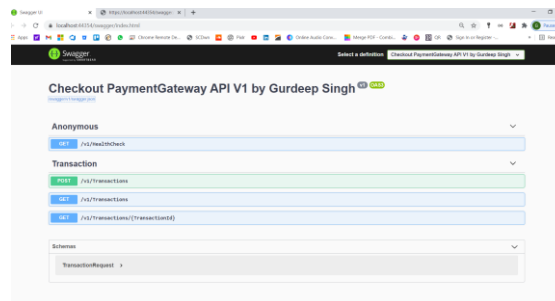 Swagger UI
localhost:44354/swagger/index.html
Apps
Chrome Remote De...
SCDam
Online Audio Conv...
Merge PDF - Combi...
QR
Sign in or Register -...
Swagger
Select a definition
Checkout PaymentGateway API V1 by Gurdeep Singh
Checkout PaymentGateway API V1 by Gurdeep Singh v1 OAS3
/swagger/v1/swagger.json
Anonymous
GET /v1/HealthCheck
Transaction
POST /v1/Transactions
GET /v1/Transactions
GET /v1/Transactions/{TransactionId}
Schemas
TransactionRequest